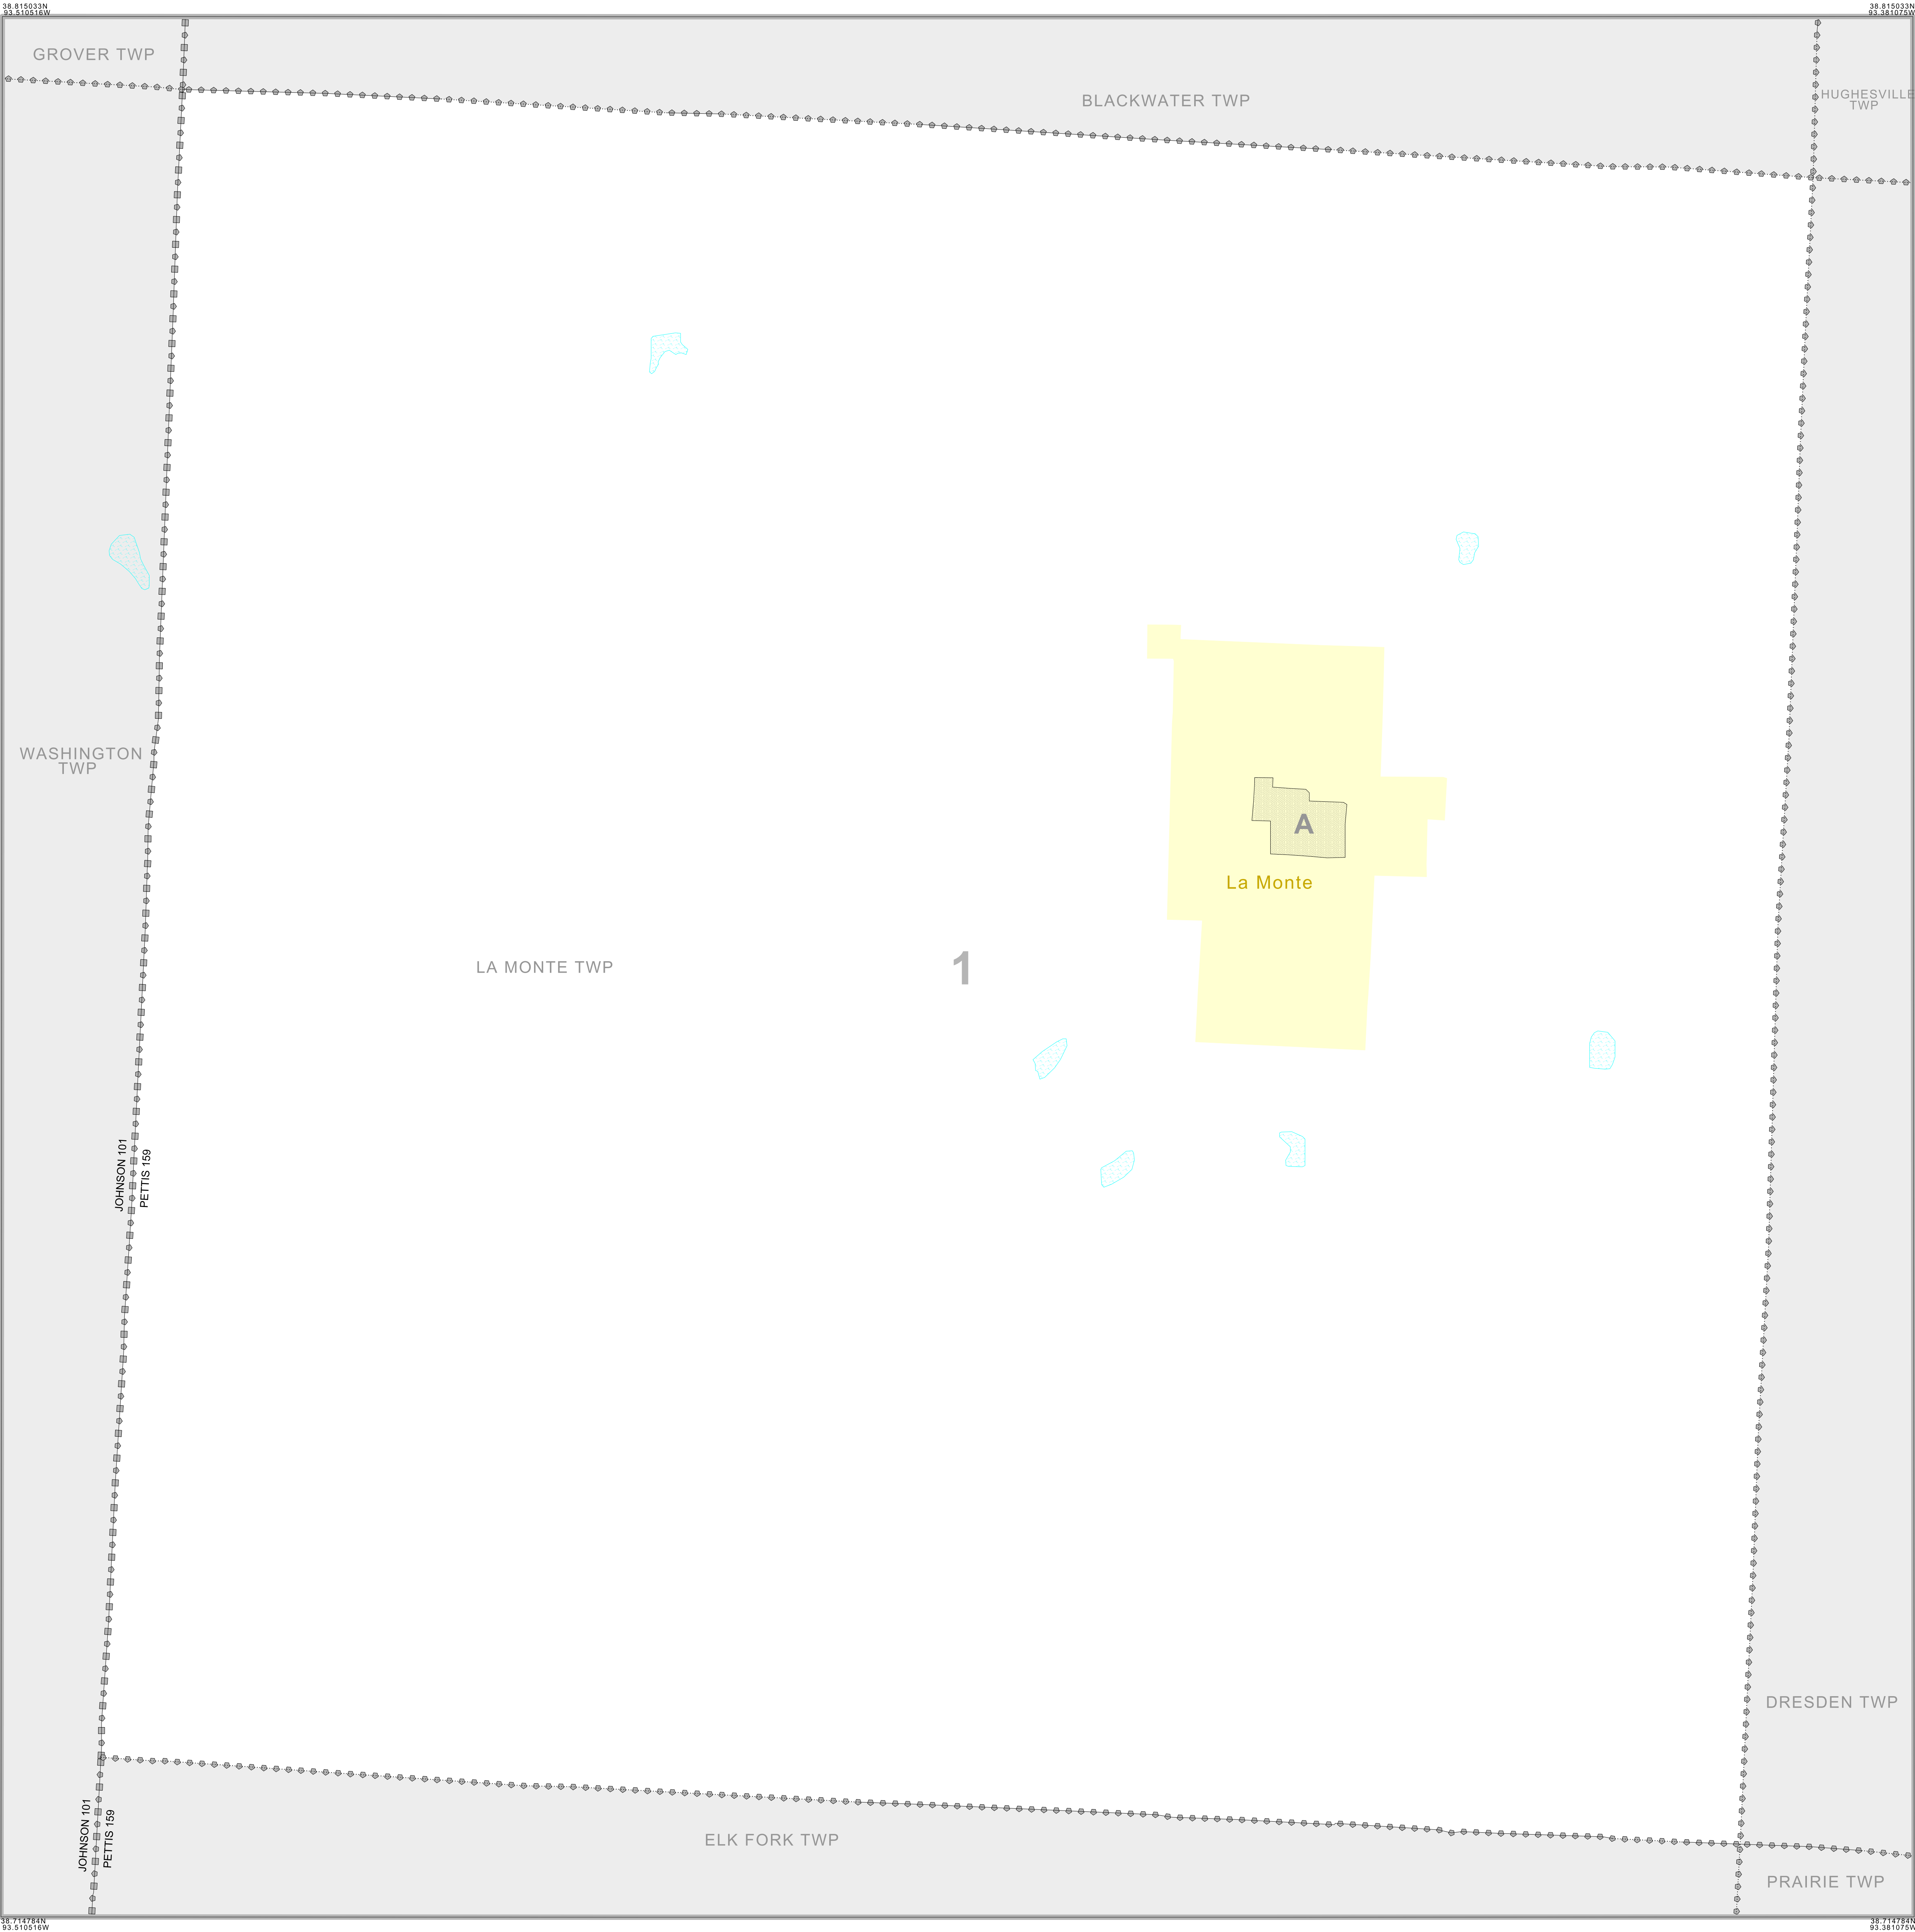 38.815033N
93.510516W
38.815033N
93.381075W
GROVER TWP
BLACKWATER TWP
HUGHESVILLE
TWP
WASHINGTON
TWP
A
La Monte
LA MONTE TWP
1
JOHNSON 101
PETTIS 159
DRESDEN TWP
JOHNSON 101
PETTIS 159
ELK FORK TWP
PRAIRIE TWP
38.714784N
93.510516W
38.714784N
93.381075W